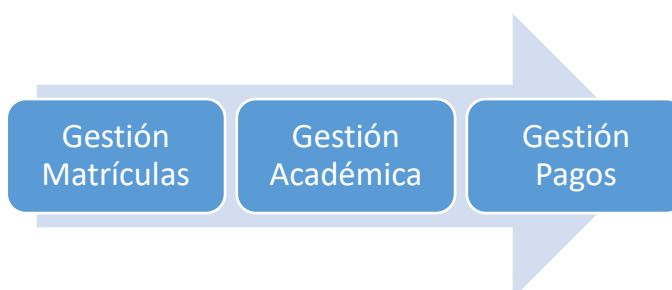 Gestión
Matrículas
Gestión
Académica
Gestión
Pagos